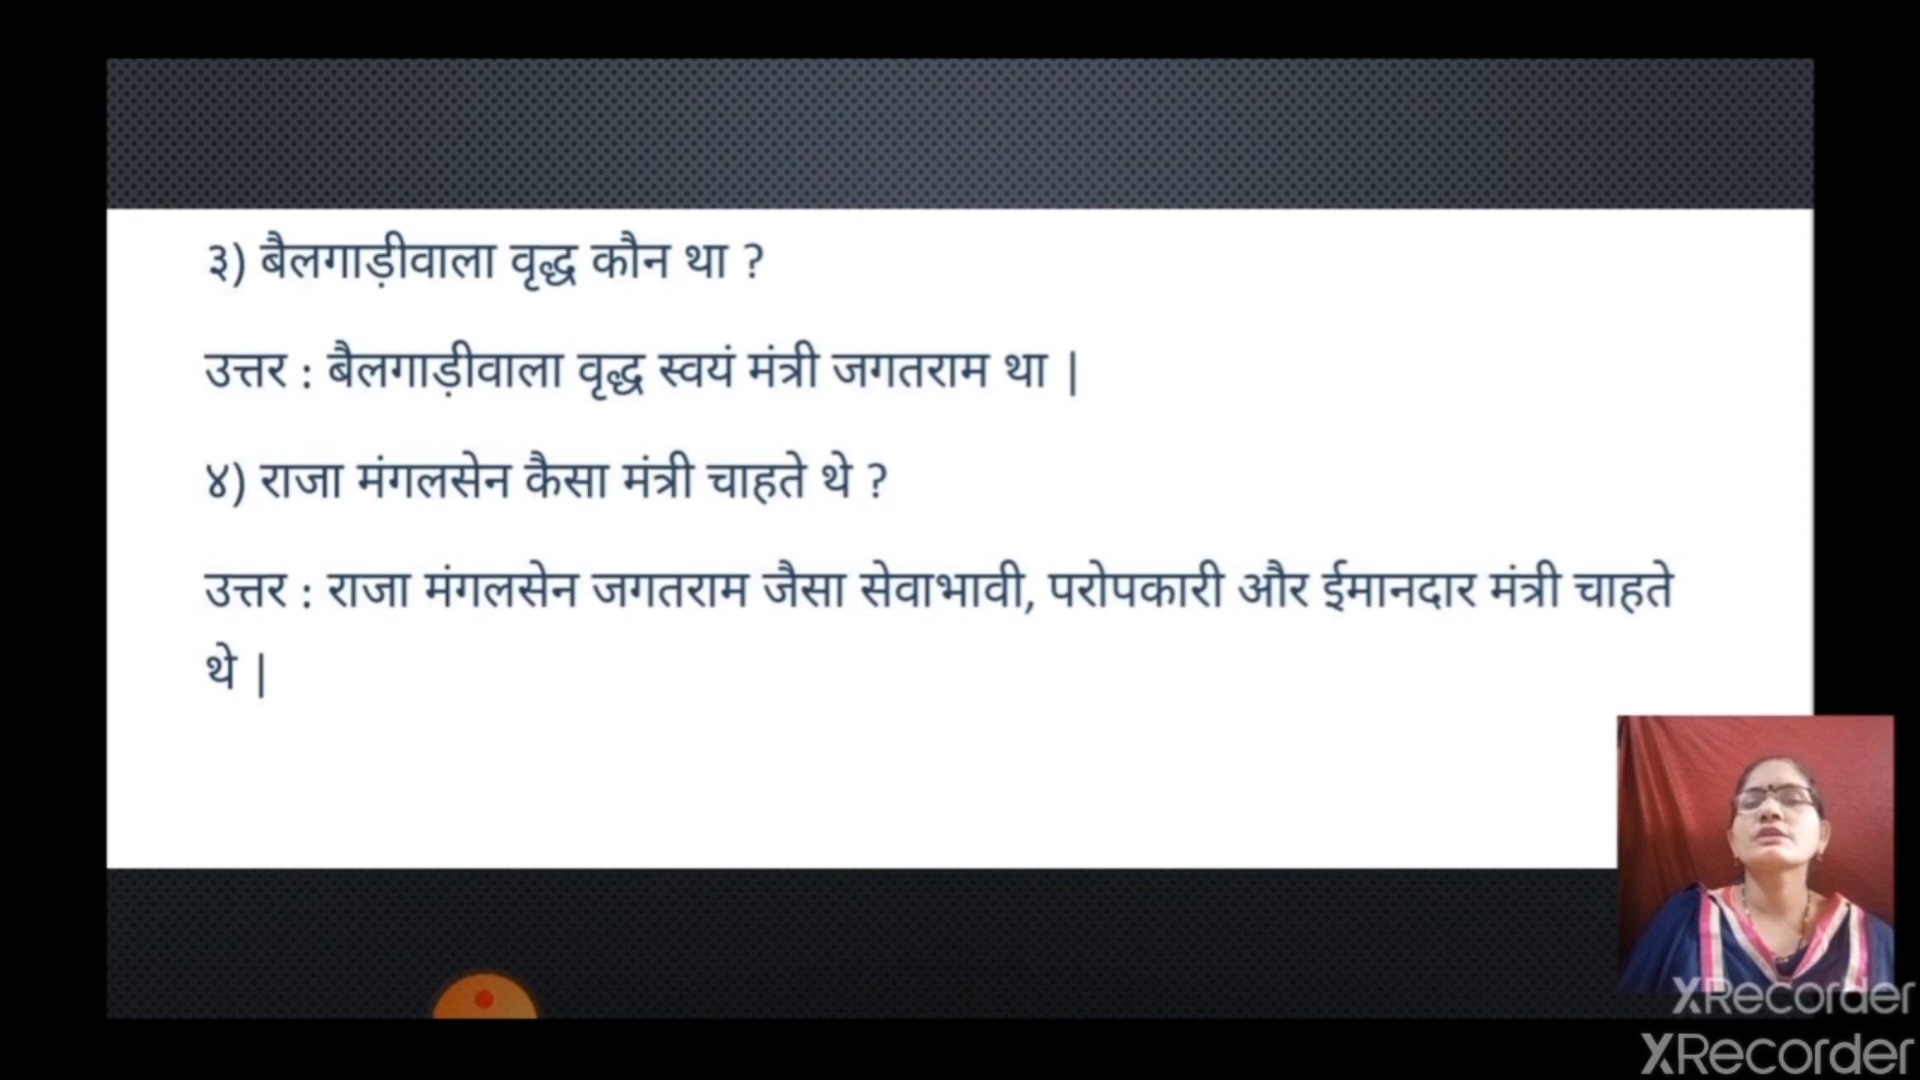 ३) बैलगाड़ीवाला वृद्ध कौन था ?
उत्तर : बैलगाड़ीवाला वृद्ध स्वयं मंत्री जगतराम था |
४) राजा मंगलसेन कैसा मंत्री चाहते थे ?
उत्तर : राजा मंगलसेन जगतराम जैसा सेवाभावी, परोपकारी और ईमानदार मंत्री चाहते
थे |
XRecorder
XRecorder